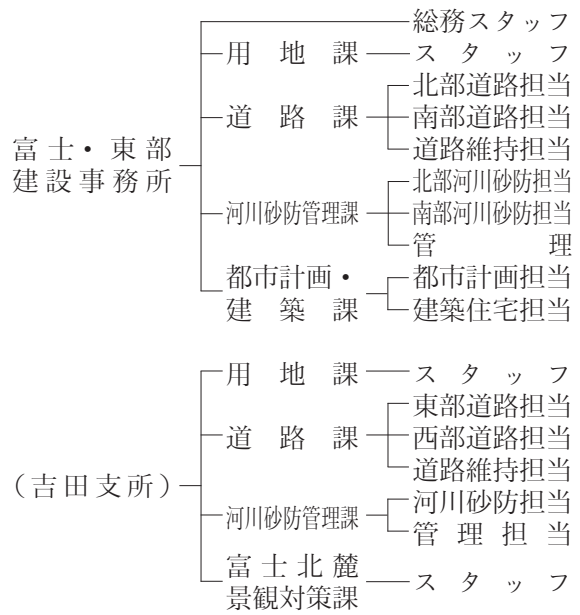 総務スタッフ
用地課 スタッフ
北部道路担当
道路課 南部道路担当
道路維持担当
富士・東部
建設事務所
北部河川砂防担当
河川砂防管理課 南部河川砂防担当
管理
都市計画・ 都市計画担当
建築課 建築住宅担当
用地課 スタッフ
東部道路担当
道路課 西部道路担当
道路維持担当
（吉田支所）
河川砂防管理課 河川砂防担当
管理担当
富士北麓
景観対策課 スタッフ